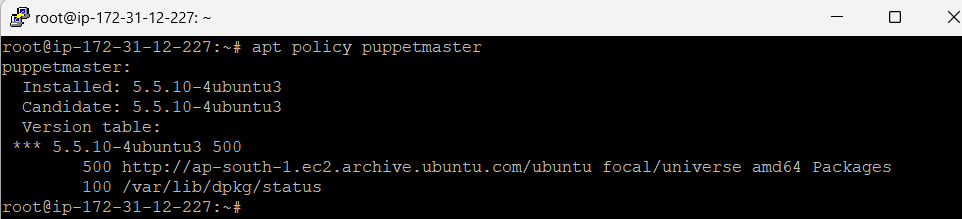 root@ip-172-31-12-227: ~
root@ip-172-31-12-227:~# apt policy puppetmaster
puppetmaster:
  Installed: 5.5.10-4ubuntu3
  Candidate: 5.5.10-4ubuntu3
  Version table:
 *** 5.5.10-4ubuntu3 500
        500 http://ap-south-1.ec2.archive.ubuntu.com/ubuntu focal/universe amd64 Packages
        100 /var/lib/dpkg/status
root@ip-172-31-12-227:~#